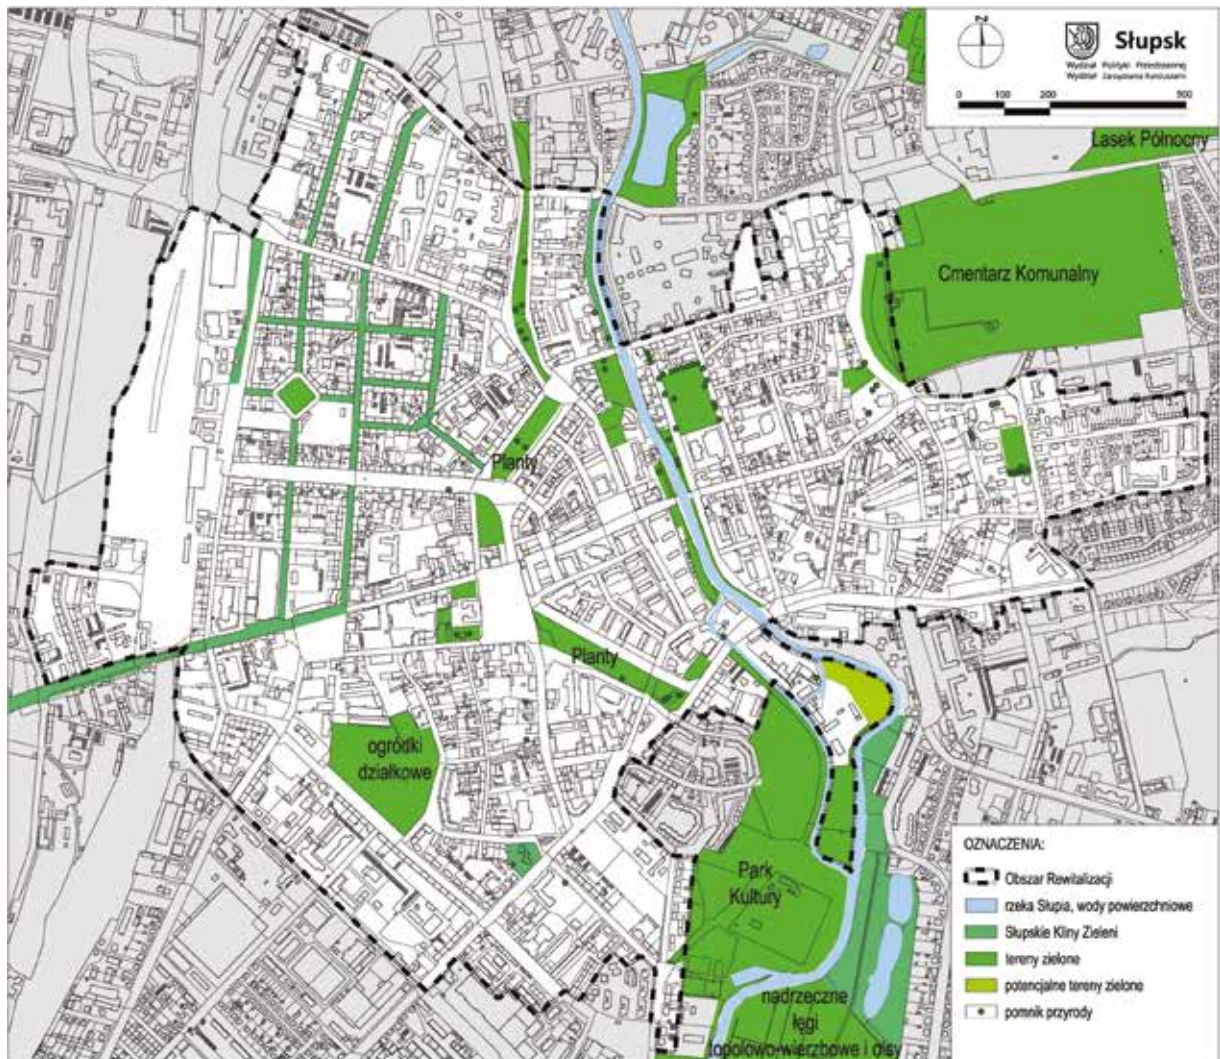 N
Słupsk
Wydział Polityki Przestrzennej
Wydział Zarządzania Funduszami
0 100 200 500
Lasek Północny
Cmentarz Komunalny
Planty
Planty
ogródki
działkowe
Park
Kultury
nadrzeczne
łęgi
topolowo-wierzbowe i olsy
OZNACZENIA:
Obszar Rewitalizacji
rzeka Słupia, wody powierzchniowe
Słupskie Kliny Zieleni
tereny zielone
potencjalne tereny zielone
pomnik przyrody